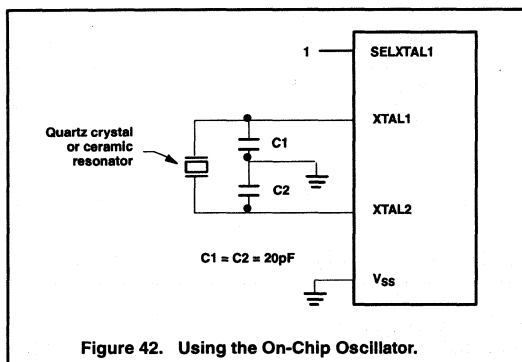 1
SELXTAL1
XTAL1
Quartz crystal
or ceramic
resonator
C1
C2
XTAL2
C1 = C2 = 20pF
VSS
Figure 42. Using the On-Chip Oscillator.